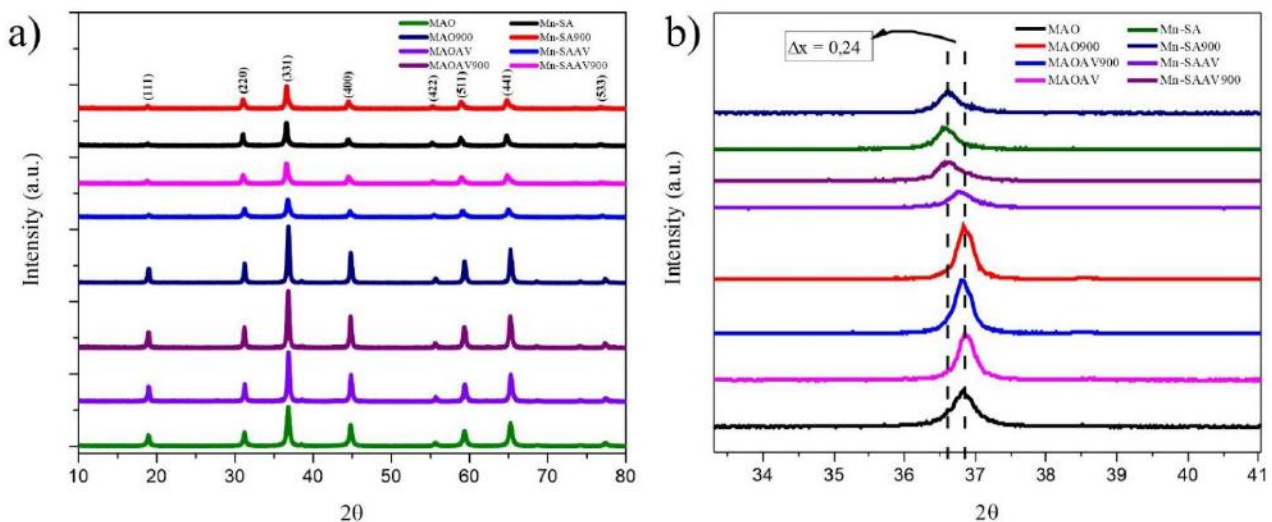 a)
MAO Mn-SA
MAO900 Mn-SA900
MAOAV Mn-SAAV
MAOAV900 Mn-SAAV900
(111)
(220)
(331)
(400)
(422)
(511)
(441)
(533)
Intensity (a.u.)
10 20 30 40 50 60 70 80
2θ
b)
Δx = 0,24
MAO Mn-SA
MAO900 Mn-SA900
MAOAV900 Mn-SAAV
MAOAV Mn-SAAV900
Intensity (a.u.)
34 35 36 37 38 39 40 41
2θ